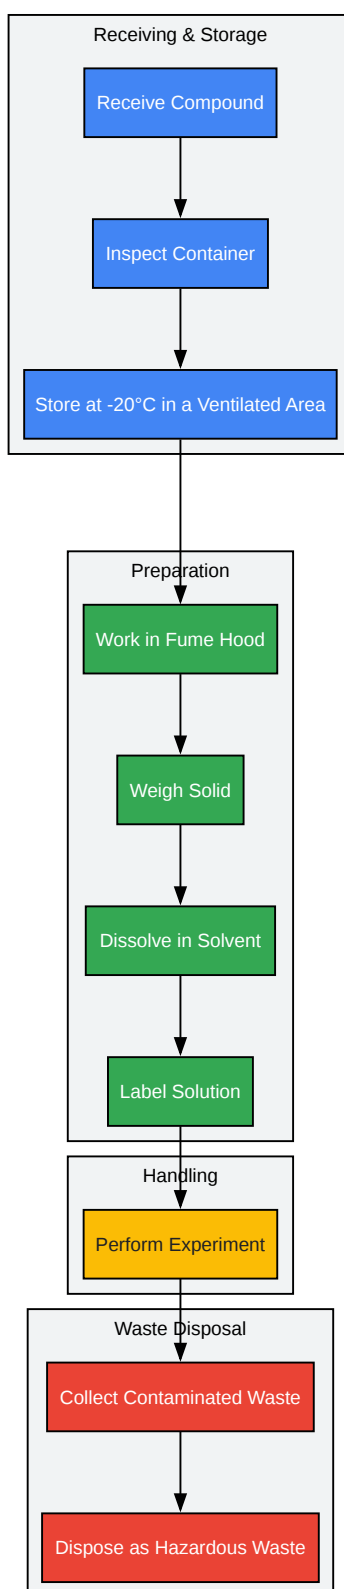 Receiving & Storage
Receive Compound
Inspect Container
Store at -20°C in a Ventilated Area
Preparation
Work in Fume Hood
Weigh Solid
Dissolve in Solvent
Label Solution
Handling
Perform Experiment
Waste Disposal
Collect Contaminated Waste
Dispose as Hazardous Waste